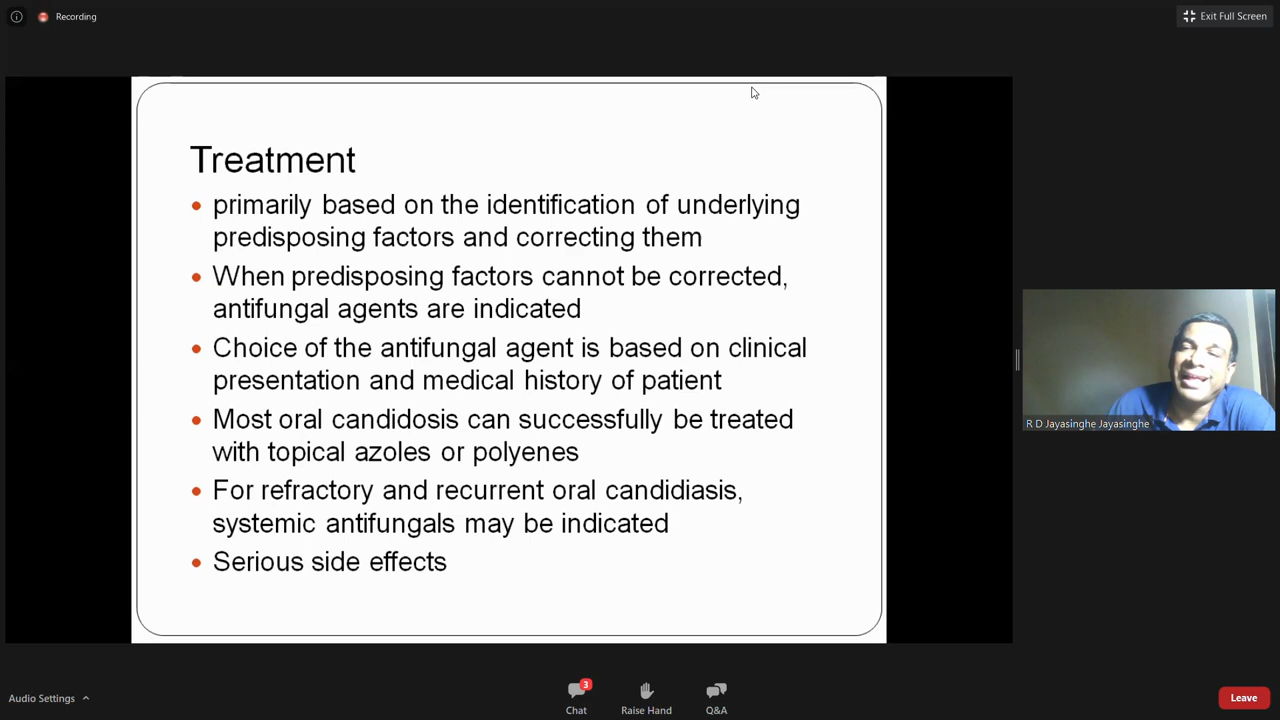 Recording
Exit Full Screen
Treatment
• primarily based on the identification of underlying
predisposing factors and correcting them
• When predisposing factors cannot be corrected,
antifungal agents are indicated
• Choice of the antifungal agent is based on clinical
presentation and medical history of patient
• Most oral candidosis can successfully be treated
with topical azoles or polyenes
• For refractory and recurrent oral candidiasis,
systemic antifungals may be indicated
• Serious side effects
R D Jayasinghe Jayasinghe
Audio Settings
3
Chat
Raise Hand
Q&A
Leave